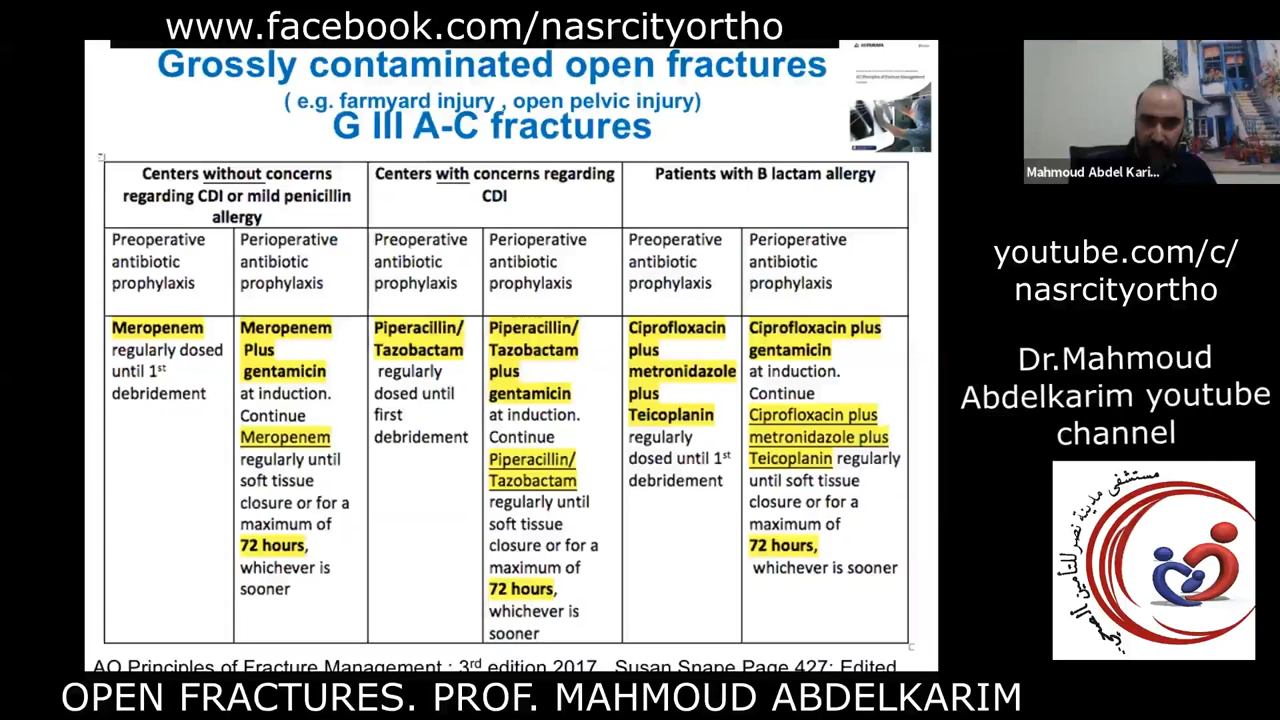 www.facebook.com/nasrcityortho
Grossly contaminated open fractures
( e.g. farmyard injury , open pelvic injury)
G III A-C fractures
Centers without concerns
regarding CDI or mild penicillin
allergy
Centers with concerns regarding
CDI
Patients with B lactam allergy
Preoperative
antibiotic
prophylaxis
Perioperative
antibiotic
prophylaxis
Preoperative
antibiotic
prophylaxis
Perioperative
antibiotic
prophylaxis
Preoperative
antibiotic
prophylaxis
Perioperative
antibiotic
prophylaxis
Meropenem
regularly dosed
until 1st
debridement
Meropenem
Plus
gentamicin
at induction.
Continue
Meropenem
regularly until
soft tissue
closure or for a
maximum of
72 hours,
whichever is
sooner
Piperacillin/
Tazobactam
regularly
dosed until
first
debridement
Piperacillin/
Tazobactam
plus
gentamicin
at induction.
Continue
Piperacillin/
Tazobactam
regularly until
soft tissue
closure or for a
maximum of
72 hours,
whichever is
sooner
Ciprofloxacin
plus
metronidazole
plus
Teicoplanin
regularly
dosed until 1st
debridement
Ciprofloxacin plus
gentamicin
at induction.
Continue
Ciprofloxacin plus
metronidazole plus
Teicoplanin regularly
until soft tissue
closure or for a
maximum of
72 hours,
whichever is sooner
AO Principles of Fracture Management : 3rd edition 2017 Susan Snape Page 427: Edited
OPEN FRACTURES. PROF. MAHMOUD ABDELKARIM
Mahmoud Abdel Kari...
youtube.com/c/
nasrcityortho
Dr.Mahmoud
Abdelkarim youtube
channel
مستشفى مدينة نصر للتأمين الصحى